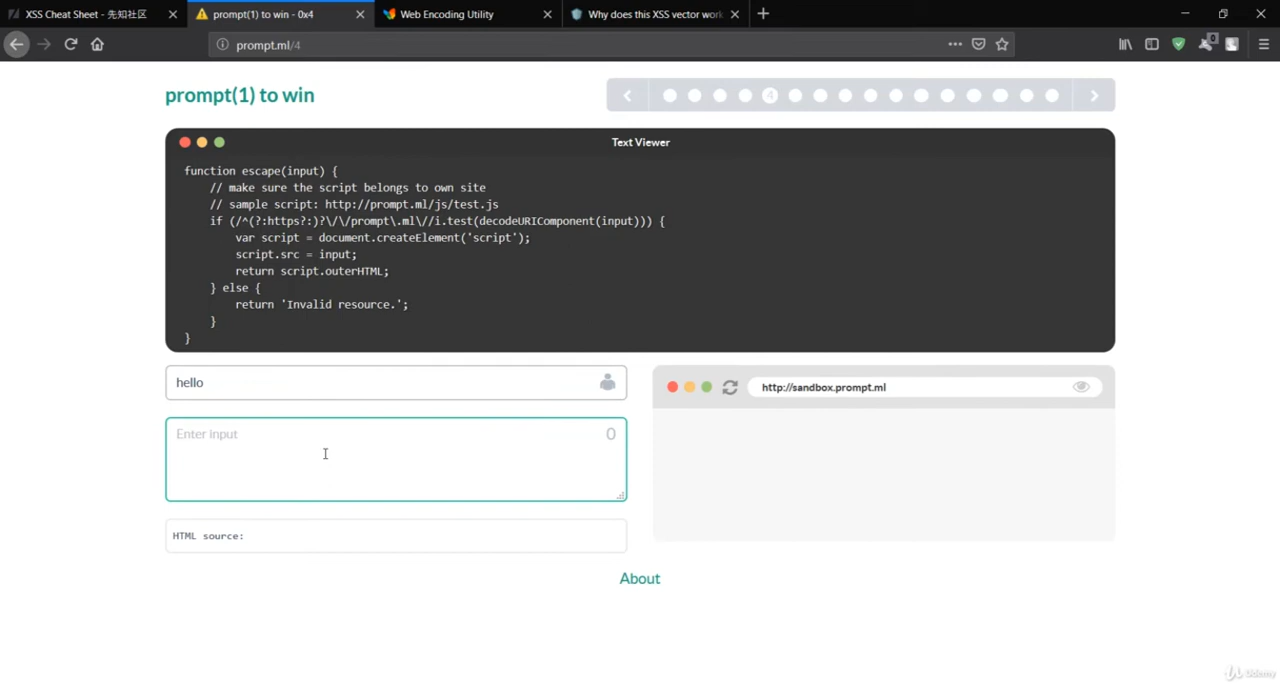 XSS Cheat Sheet - 先知社区
prompt(1) to win - 0x4
Web Encoding Utility
Why does this XSS vector work
prompt.ml/4
0
prompt(1) to win
4
Text Viewer
function escape(input) {
    // make sure the script belongs to own site
    // sample script: http://prompt.ml/js/test.js
    if (/^(?:https?:)?\/\/prompt\.ml\//i.test(decodeURIComponent(input))) {
        var script = document.createElement('script');
        script.src = input;
        return script.outerHTML;
    } else {
        return 'Invalid resource.';
    }
}
hello
http://sandbox.prompt.ml
Enter input
0
HTML source:
About
Udemy